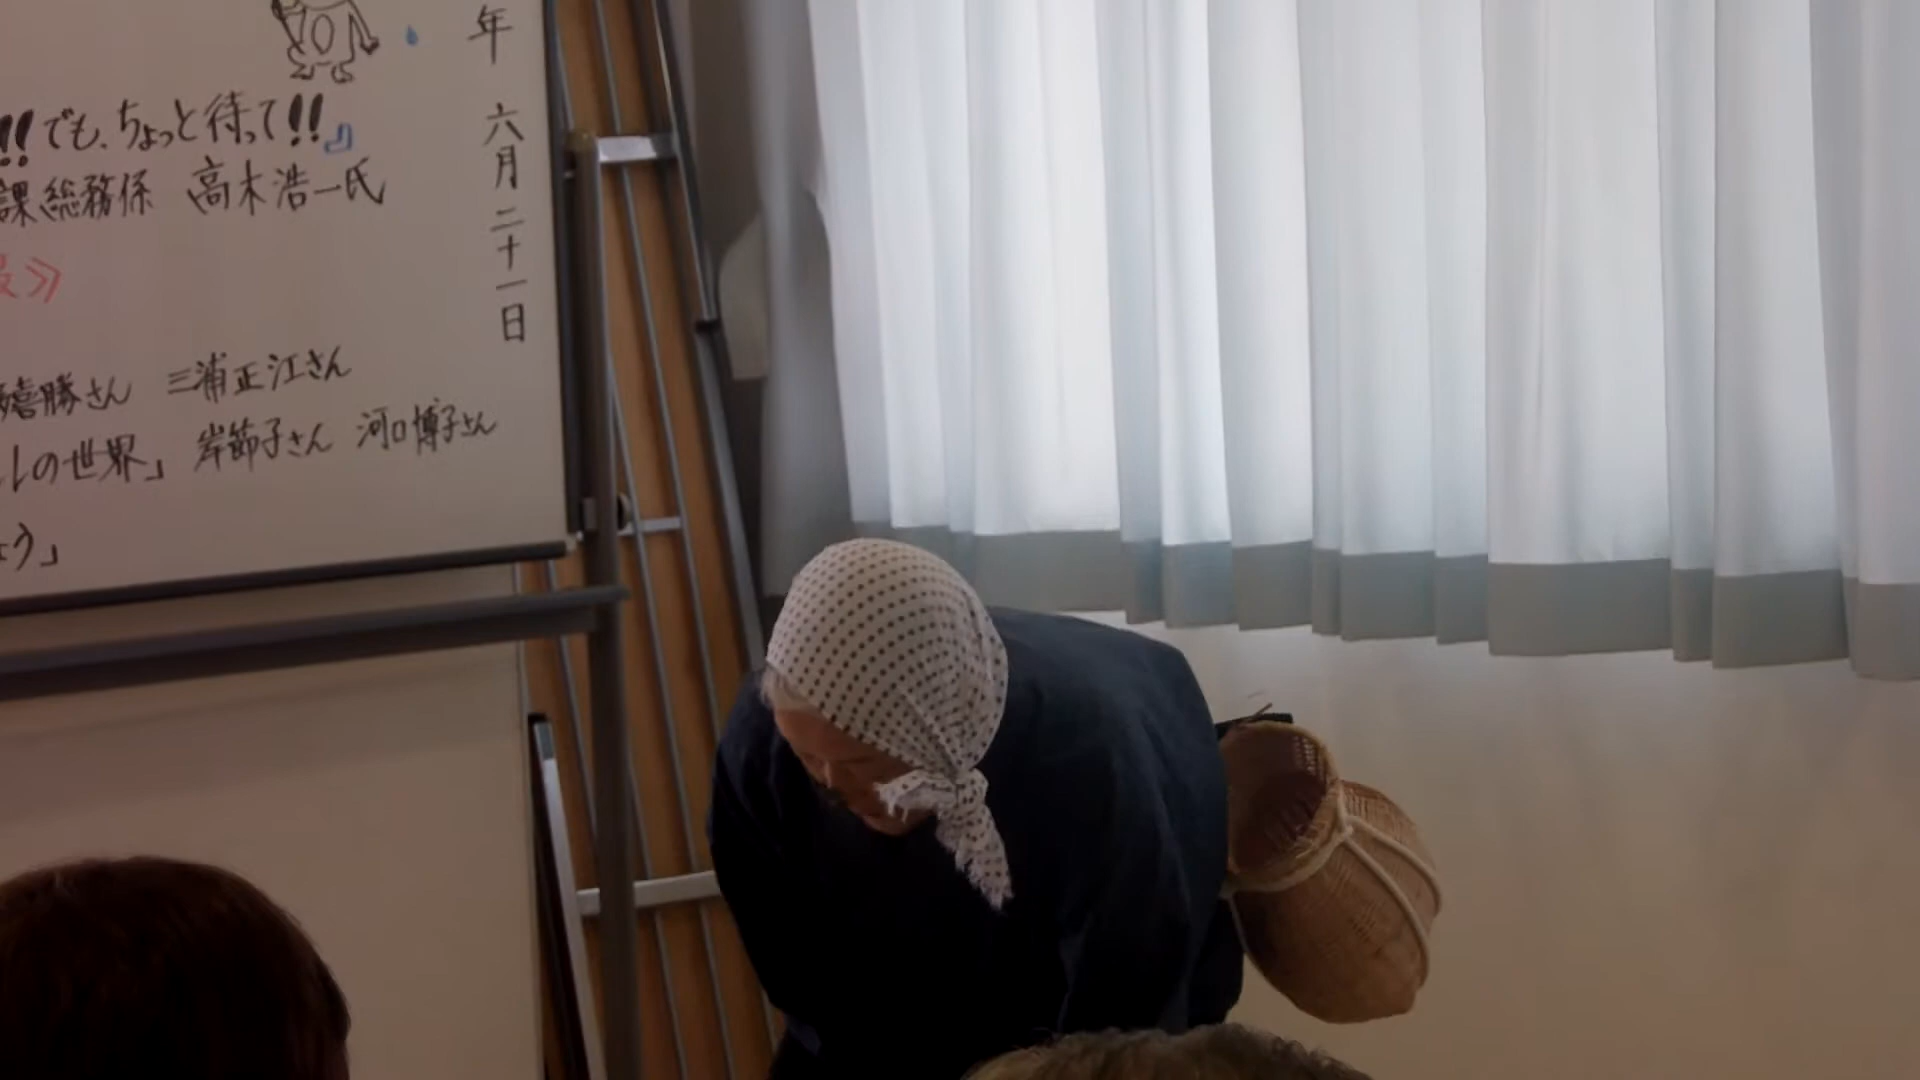 年 六月二十一日
!!でも、ちょっと待って!!』
課総務係 高木浩一氏
》
嬉勝さん 三浦正江さん
しの世界」 岸節子さん 河口博子さん
ょう」